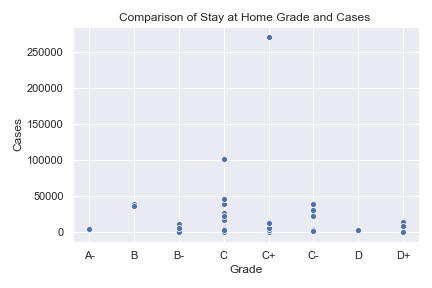 Comparison of Stay at Home Grade and Cases
250000
200000
150000
100000
50000
0
Cases
A- B B- C C+ C- D D+
Grade